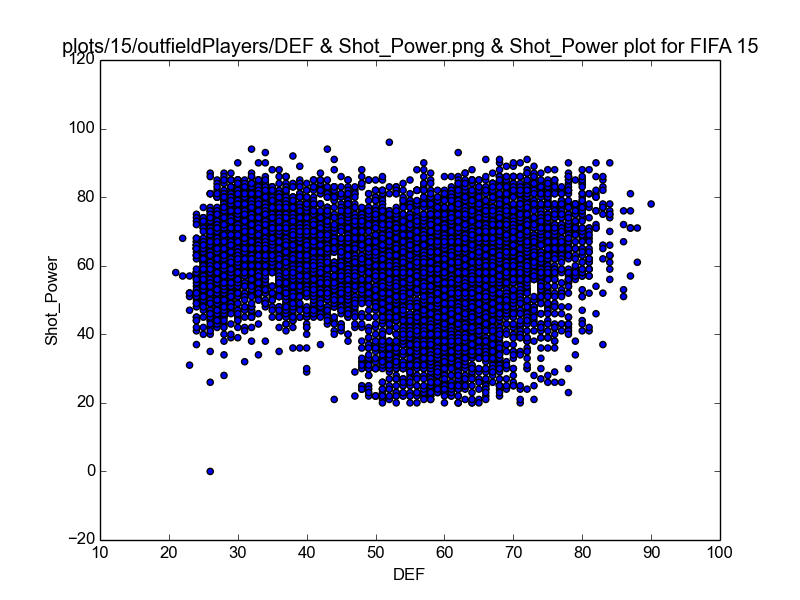 plots/15/outfieldPlayers/DEF & Shot_Power.png & Shot_Power plot for FIFA 15
120
100
80
60
40
20
0
−20
Shot_Power
10 20 30 40 50 60 70 80 90 100
DEF